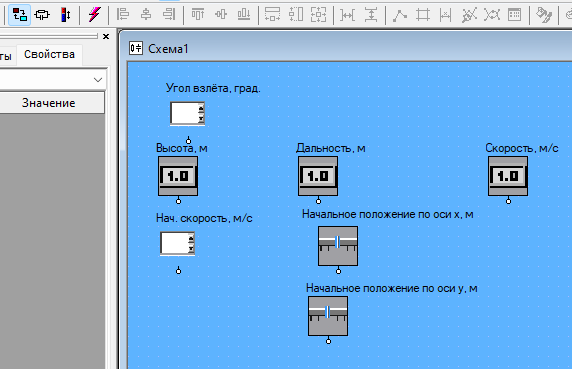 ты
Свойства
Значение
Схема1
Угол взлёта, град.
Высота, м
Дальность, м
Скорость, м/с
1.0
1.0
1.0
Нач. скорость, м/с
Начальное положение по оси x, м
Начальное положение по оси y, м